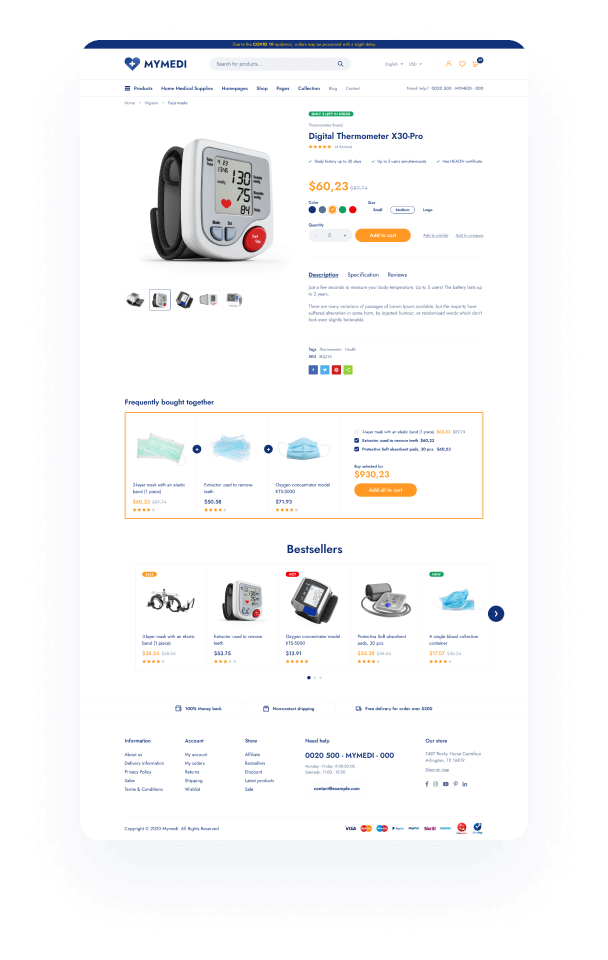 Due to the COVID 19 epidemic, orders may be processed with a slight delay
MYMEDI
Search for products...
English
USD
Products
Home Medical Supplies
Homepages
Shop
Pages
Collection
Blog
Contact
Need help? 0020 500 - MYMEDI - 000
Home
Hygiene
Face masks
ONLY 3 LEFT IN STOCK
Thermometer Brand
Digital Thermometer X30-Pro
Study history up to 30 days
Up to 5 users simultaneously
Has HEALTH certificate
$60,23 $89,74
Color
Size
Small
Medium
Large
Quantity
- 3 +
Add to cart
Add to wishlist
Add to compare
130
75
84
Description
Specification
Reviews
Just a few seconds to measure your body temperature. Up to 5 users! The battery lasts up
to 2 years.
There are many variations of passages of Lorem Ipsum available, but the majority have
suffered alteration in some form, by injected humour, or randomised words which don't
look even slightly believable.
Tags Thermometer Health
SKU
Frequently bought together
3-layer mask with an elastic
band (1 piece)
$60,23 $89,74
Extractor used to remove
teeth
$50.58
Oxygen concentrator model
KTS-5000
$71.93
3-layer mask with an elastic band (1 piece) $60,23 $89,74
Extractor used to remove teeth $60,23
Protective Soft absorbent pads, 30 pcs $60,23
Buy selected for
$930,23
Add all to cart
Bestsellers
SALE
3-layer mask with an elastic
band (1 piece)
$38.24
Extractor used to remove
teeth
$53.75
HOT
Oxygen concentrator model
KTS-5000
$13.91
Protective Soft absorbent
pads, 30 pcs
NEW
A single blood collection
container
$17.07
100% Money back
Non-contact shipping
Free delivery for order over $200
Information
About us
Delivery information
Privacy Policy
Sales
Terms & Conditions
Account
My account
My orders
Returns
Shipping
Wishlist
Store
Affiliate
Bestsellers
Discount
Latest products
Sale
Need help
0020 500 - MYMEDI - 000
Monday - Friday: 9:00-20:00
Saturday: 11:00 - 15:00
contact@example.com
Our store
1487 Rocky Horse Carrefour
Arlington, TX 16819
Show on map
Copyright © 2020 Mymedi. All Rights Reserved
VISA
PayPal
Skrill